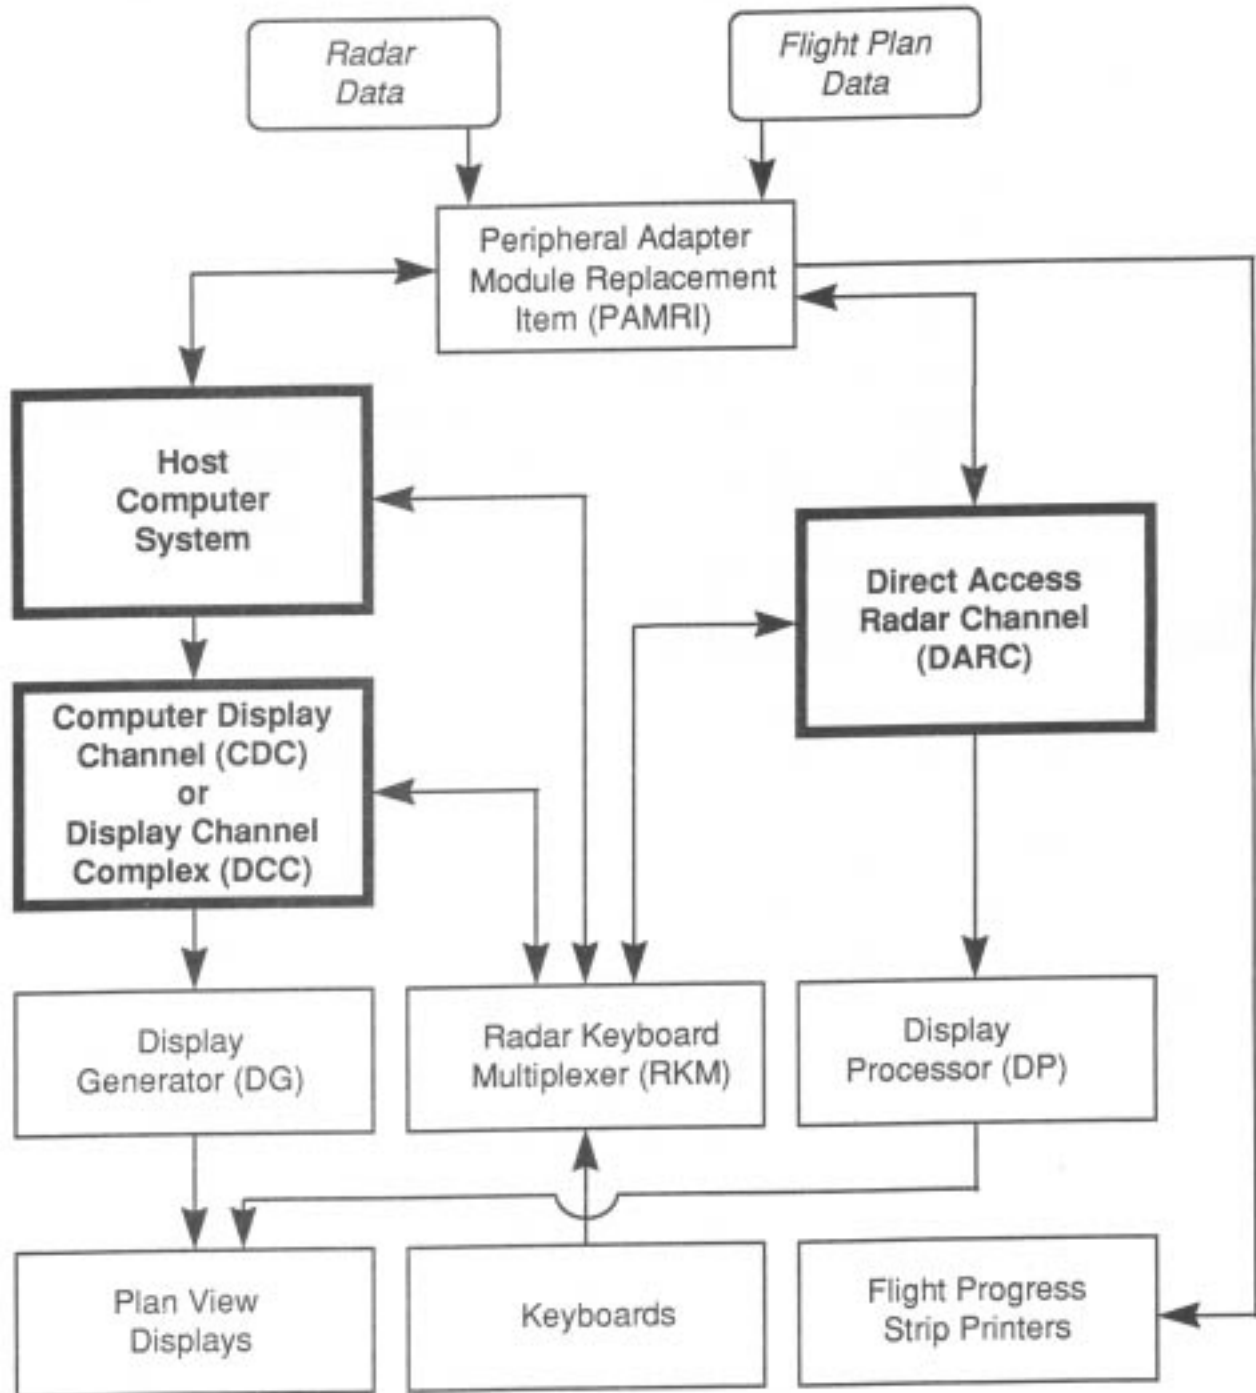 Radar
Data
Flight Plan
Data
Peripheral Adapter
Module Replacement
Item (PAMRI)
Host
Computer
System
Direct Access
Radar Channel
(DARC)
Computer Display
Channel (CDC)
or
Display Channel
Complex (DCC)
Display
Generator (DG)
Radar Keyboard
Multiplexer (RKM)
Display
Processor (DP)
Plan View
Displays
Keyboards
Flight Progress
Strip Printers